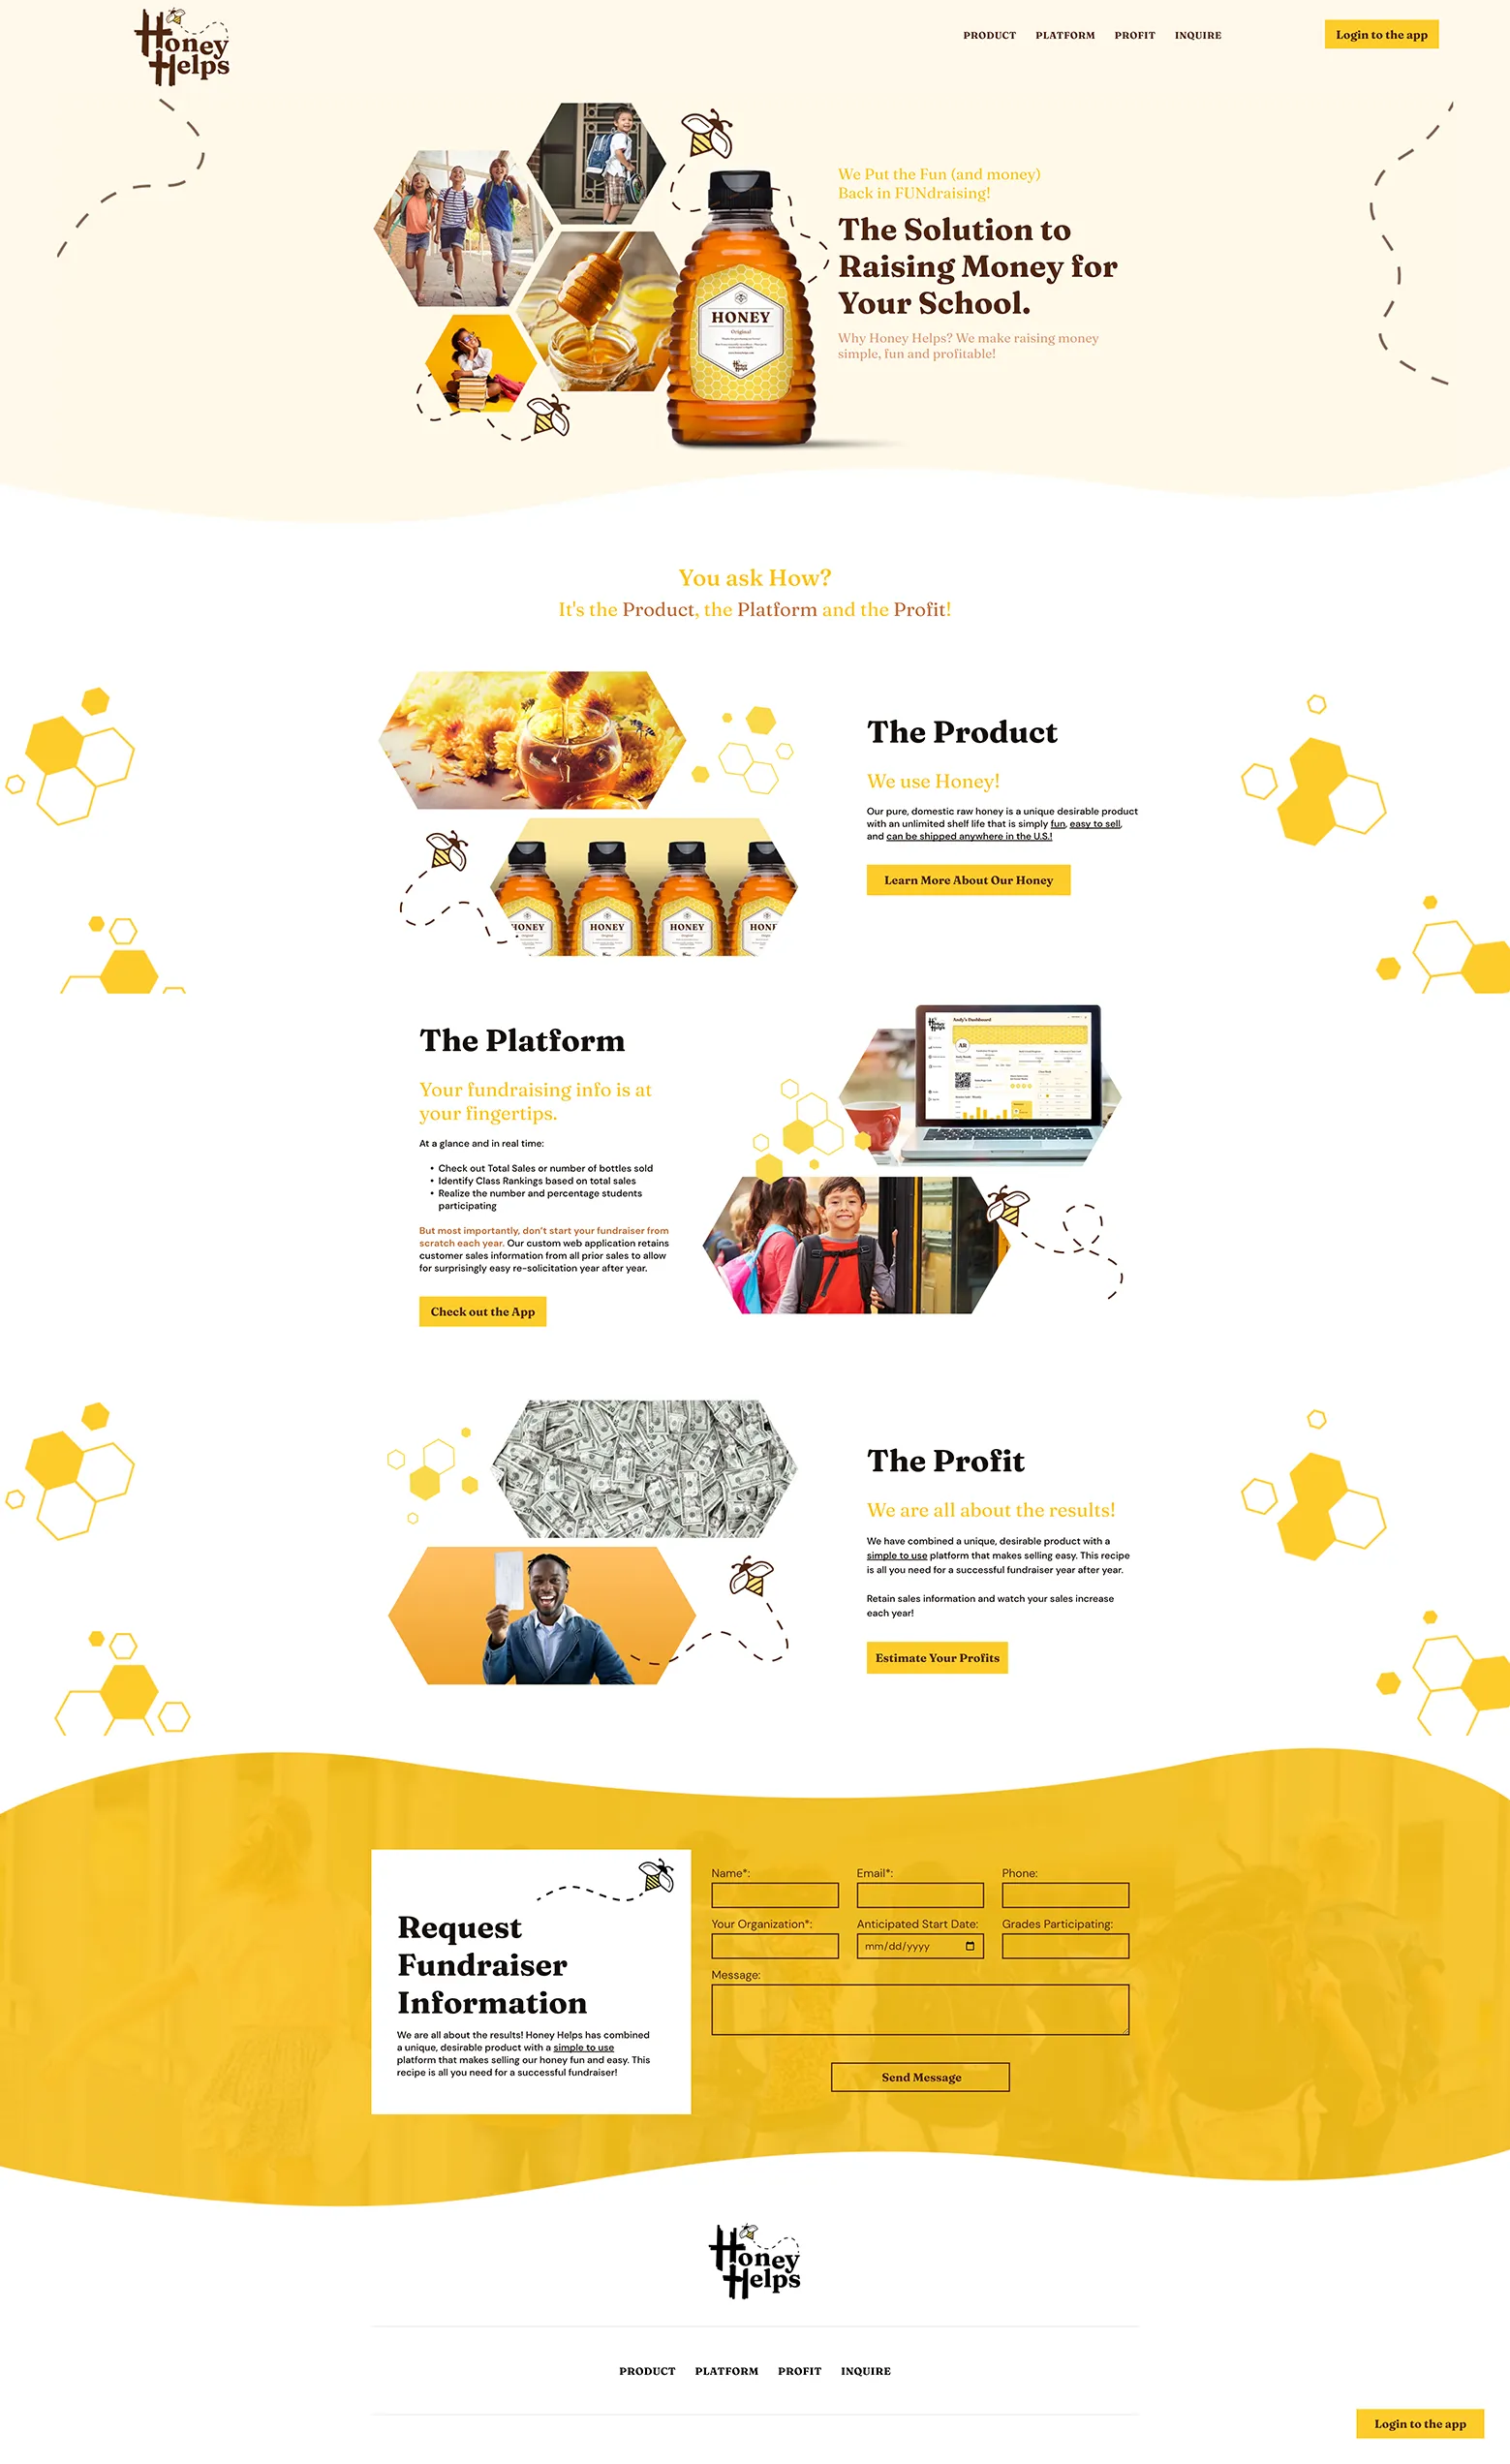 Honey
Helps
PRODUCT PLATFORM PROFIT INQUIRE
Login to the app
We Put the Fun (and money)
Back in FUNdraising!
The Solution to
Raising Money for
Your School.
Why Honey Helps? We make raising money
simple, fun and profitable!
HONEY
Original
Honey
Helps
You ask How?
It's the Product, the Platform and the Profit!
The Product
We use Honey!
Our pure, domestic raw honey is a unique desirable product
with an unlimited shelf life that is simply fun, easy to sell,
and can be shipped anywhere in the U.S.!
Learn More About Our Honey
HONEY
HONEY
HONEY
HONEY
The Platform
Your fundraising info is at
your fingertips.
At a glance and in real time:
• Check out Total Sales or number of bottles sold
• Identify Class Rankings based on total sales
• Realize the number and percentage students
participating
But most importantly, don't start your fundraiser from
scratch each year. Our custom web application retains
customer sales information from all prior sales to allow
for surprisingly easy re-solicitation year after year.
Check out the App
Honey
Helps
Andy's Dashboard
AR
The Profit
We are all about the results!
We have combined a unique, desirable product with a
simple to use platform that makes selling easy. This recipe
is all you need for a successful fundraiser year after year.
Retain sales information and watch your sales increase
each year!
Estimate Your Profits
Request
Fundraiser
Information
We are all about the results! Honey Helps has combined
a unique, desirable product with a simple to use
platform that makes selling our honey fun and easy. This
recipe is all you need for a successful fundraiser!
Name*: Email*: Phone:
Your Organization*: Anticipated Start Date: Grades Participating:
mm/dd/yyyy
Message:
Send Message
Honey
Helps
PRODUCT PLATFORM PROFIT INQUIRE
Login to the app